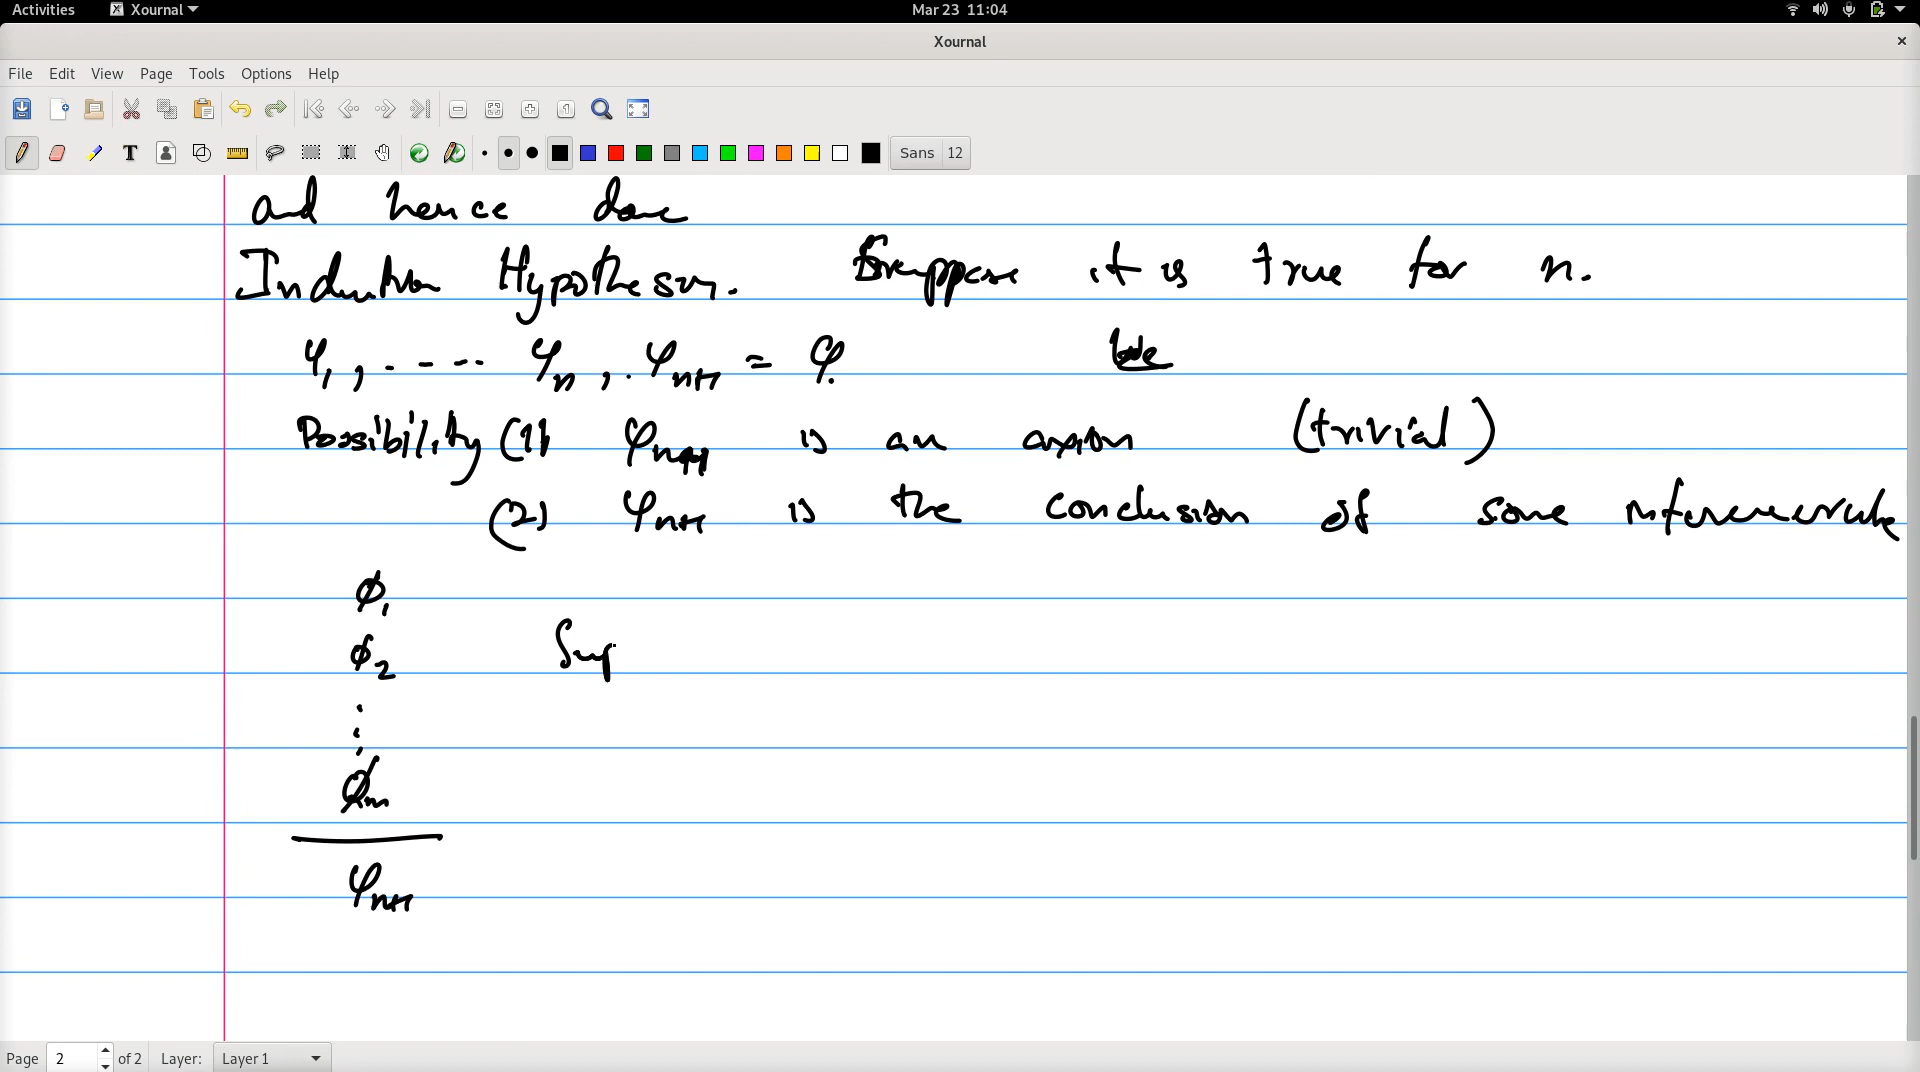 Activities Xournal Mar 23 11:04
Xournal
File Edit View Page Tools Options Help
Sans 12
and hence done
Induction Hypothesis. Suppose it is true for n.
φ₁, ..... φₙ, φₙ₊₁ = φ.
Possibility (1) φₙ₊₁ is an axiom (trivial)
(2) φₙ₊₁ is the conclusion of some inference rule
ϕ₁
ϕ₂ Sup
⋮
ϕₘ
φₙ₊₁
Page 2 of 2 Layer: Layer 1